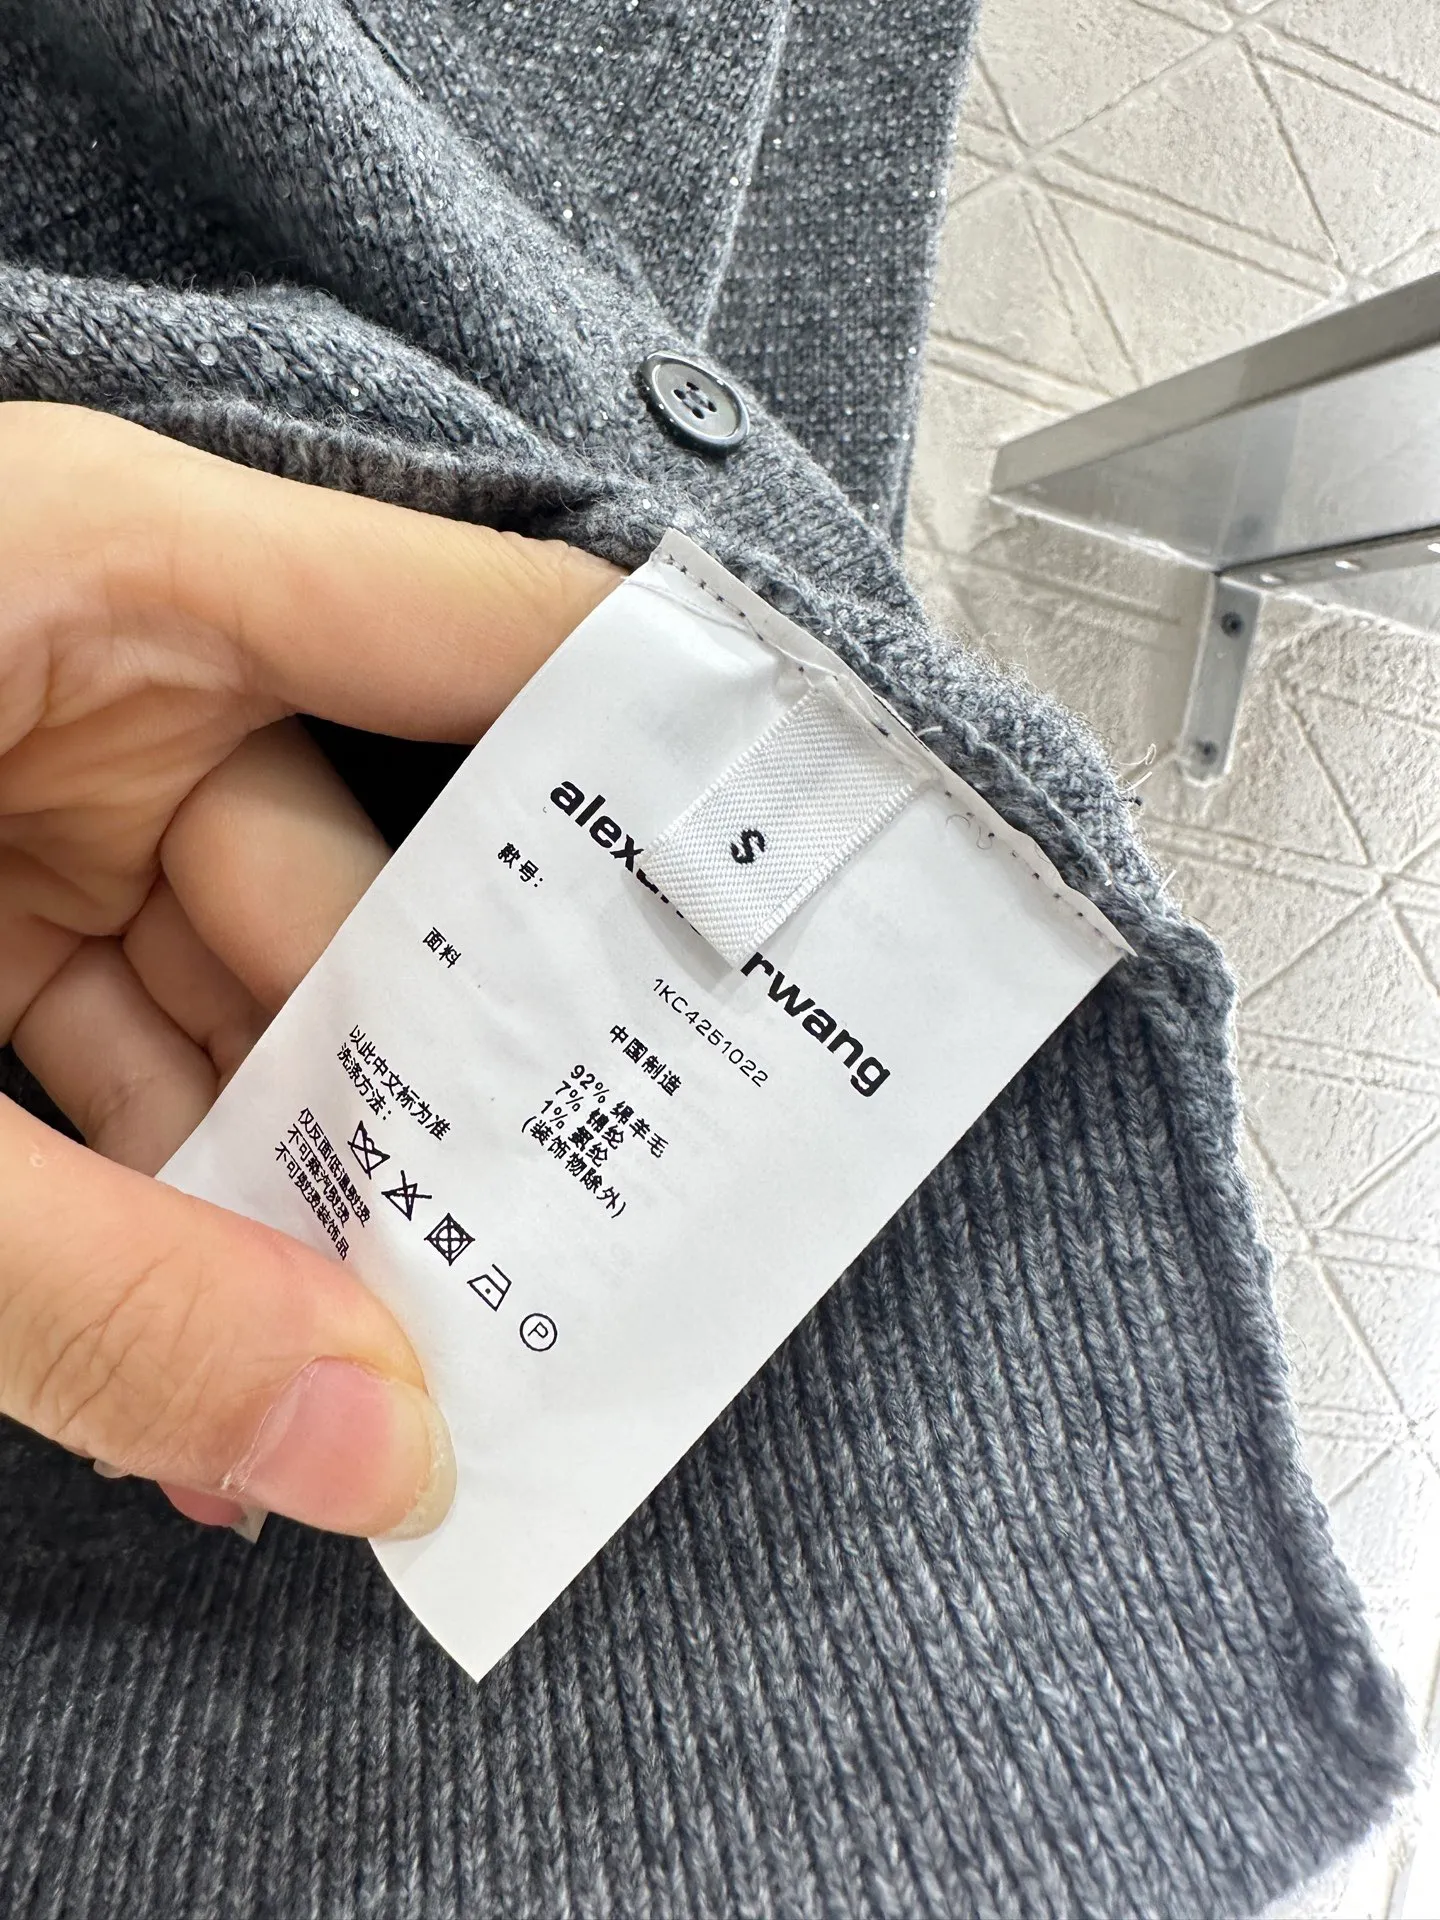 S
alex rwang
款号:
1KC4251022
中国制造
面料
92% 绵羊毛
7% 锦纶
1% 氨纶
(装饰物除外)
以此中文标为准
洗涤方法:
P
仅反面低温熨烫
不可蒸汽熨烫
不可熨烫装饰品